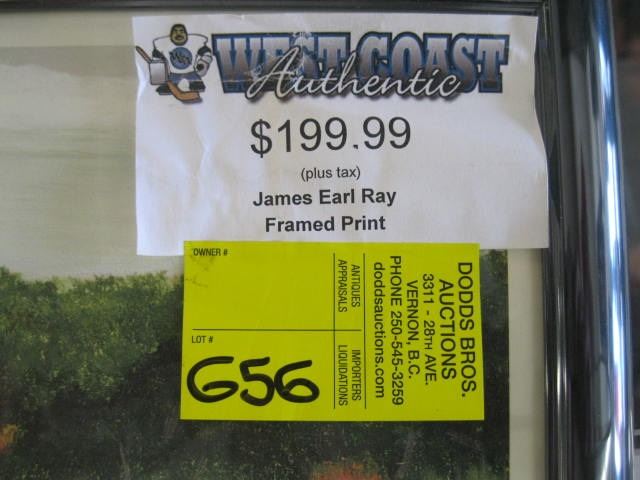 WEST COAST
Authentic
$199.99
(plus tax)
James Earl Ray
Framed Print
OWNER #
LOT #
656
ANTIQUES
APPRAISALS
IMPORTERS
LIQUIDATIONS
DODDS BROS.
AUCTIONS
3311 - 28TH AVE.
VERNON, B.C.
PHONE 250-545-3259
doddsauctions.com